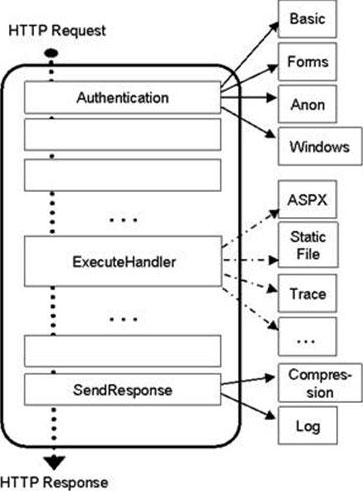 HTTP Request
Basic
Forms
Authentication
Anon
Windows
. . .
ASPX
Static
File
ExecuteHandler
Trace
. . .
. . .
SendResponse
Compres-
sion
Log
HTTP Response